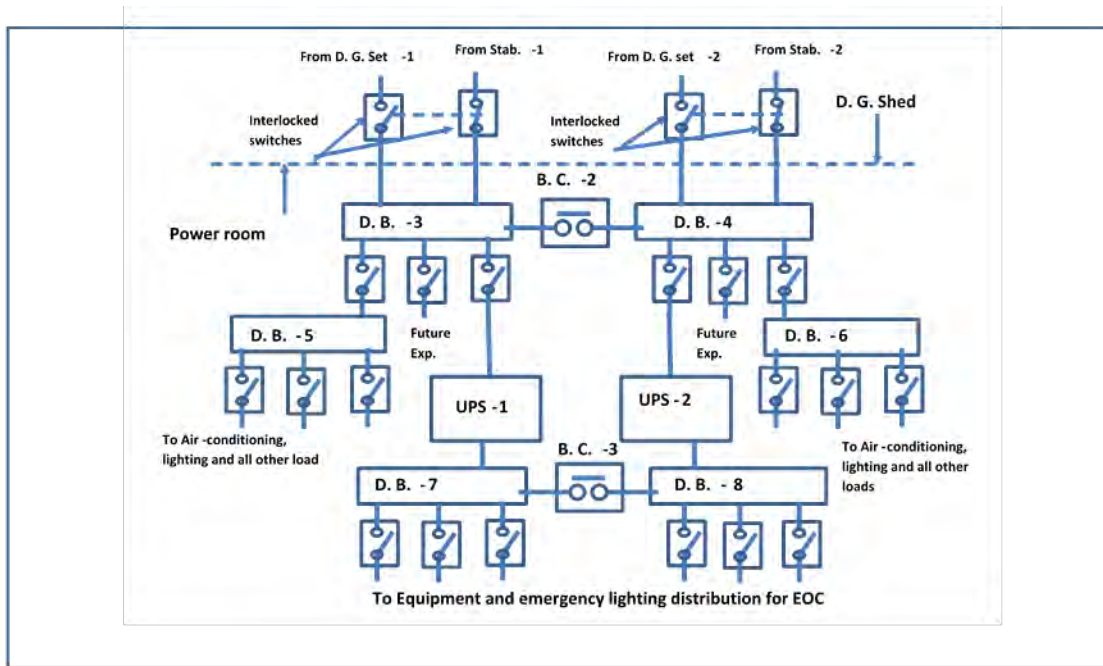 From D. G. Set -1
From Stab. -1
From D. G. set -2
From Stab. -2
D. G. Shed
Interlocked
switches
Interlocked
switches
B. C. -2
Power room
D. B. -3
D. B. -4
Future
Exp.
Future
Exp.
D. B. -5
D. B. -6
UPS -1
UPS -2
To Air -conditioning,
lighting and all other load
To Air -conditioning,
lighting and all other
loads
B. C. -3
D. B. -7
D. B. - 8
To Equipment and emergency lighting distribution for EOC